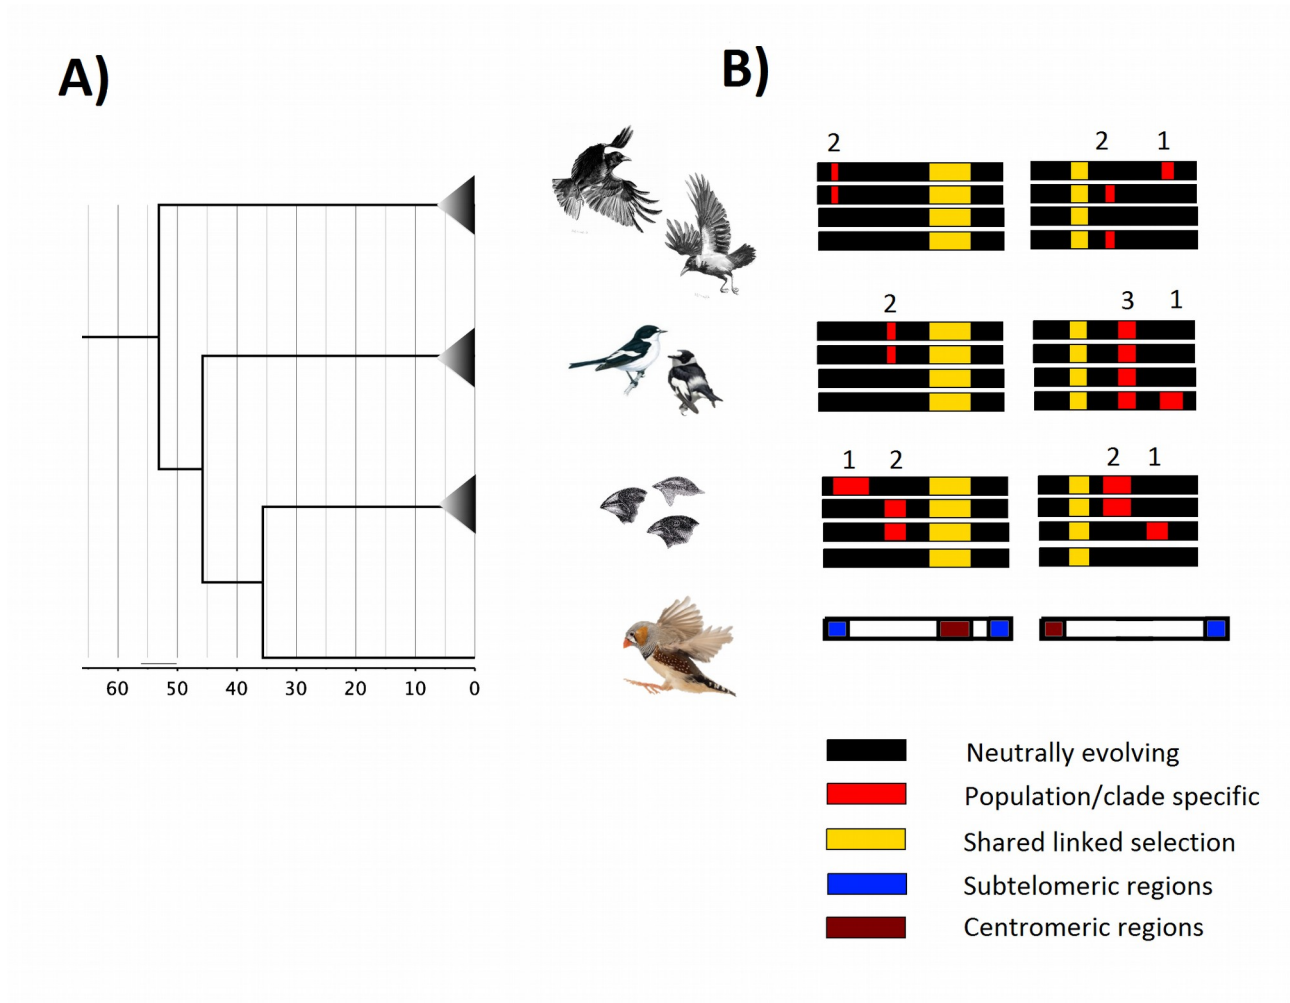 A)
B)
2
2 1
2
3 1
1 2
2 1
60 50 40 30 20 10 0
Neutrally evolving
Population/clade specific
Shared linked selection
Subtelomeric regions
Centromeric regions